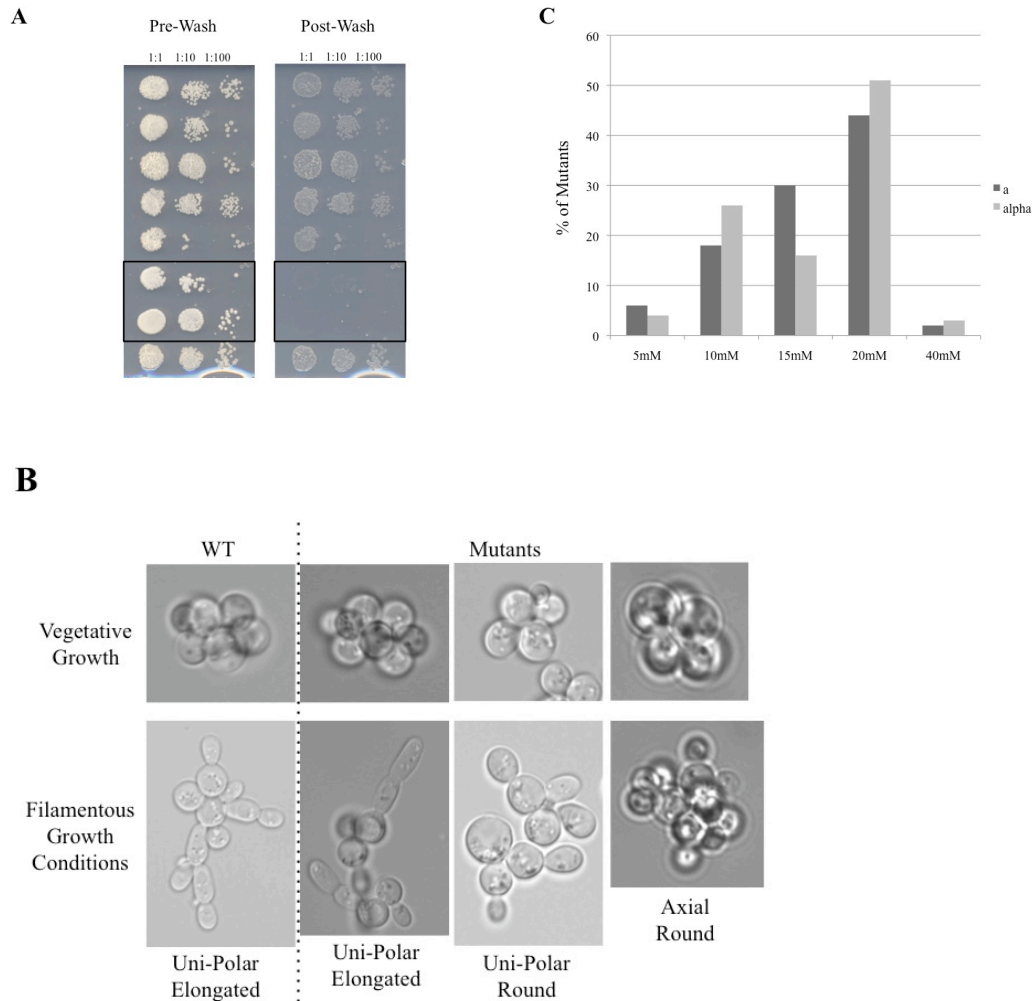 A
Pre-Wash
Post-Wash
1:1 1:10 1:100
1:1 1:10 1:100
C
60
50
40
30
20
10
0
% of Mutants
5mM 10mM 15mM 20mM 40mM
a
alpha
B
WT
Mutants
Vegetative
Growth
Filamentous
Growth
Conditions
Uni-Polar
Elongated
Uni-Polar
Elongated
Uni-Polar
Round
Axial
Round